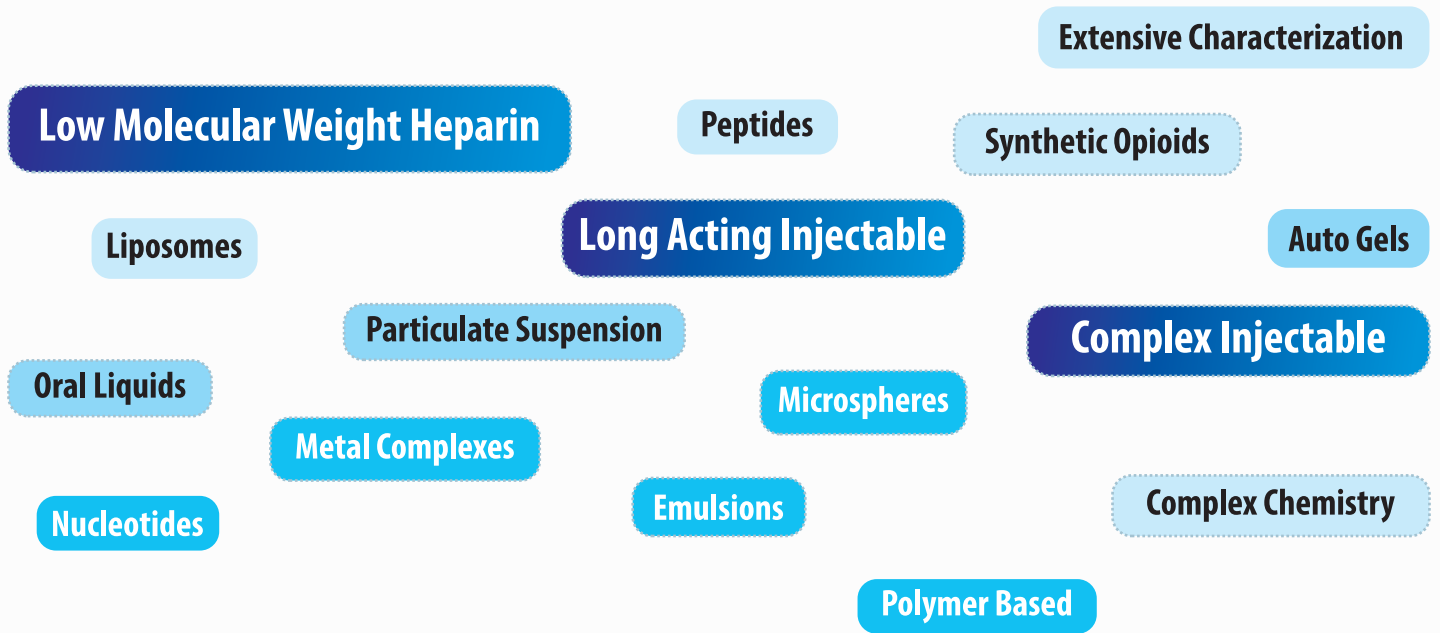 Extensive Characterization
Low Molecular Weight Heparin
Peptides
Synthetic Opioids
Liposomes
Long Acting Injectable
Auto Gels
Particulate Suspension
Complex Injectable
Oral Liquids
Microspheres
Metal Complexes
Nucleotides
Emulsions
Complex Chemistry
Polymer Based